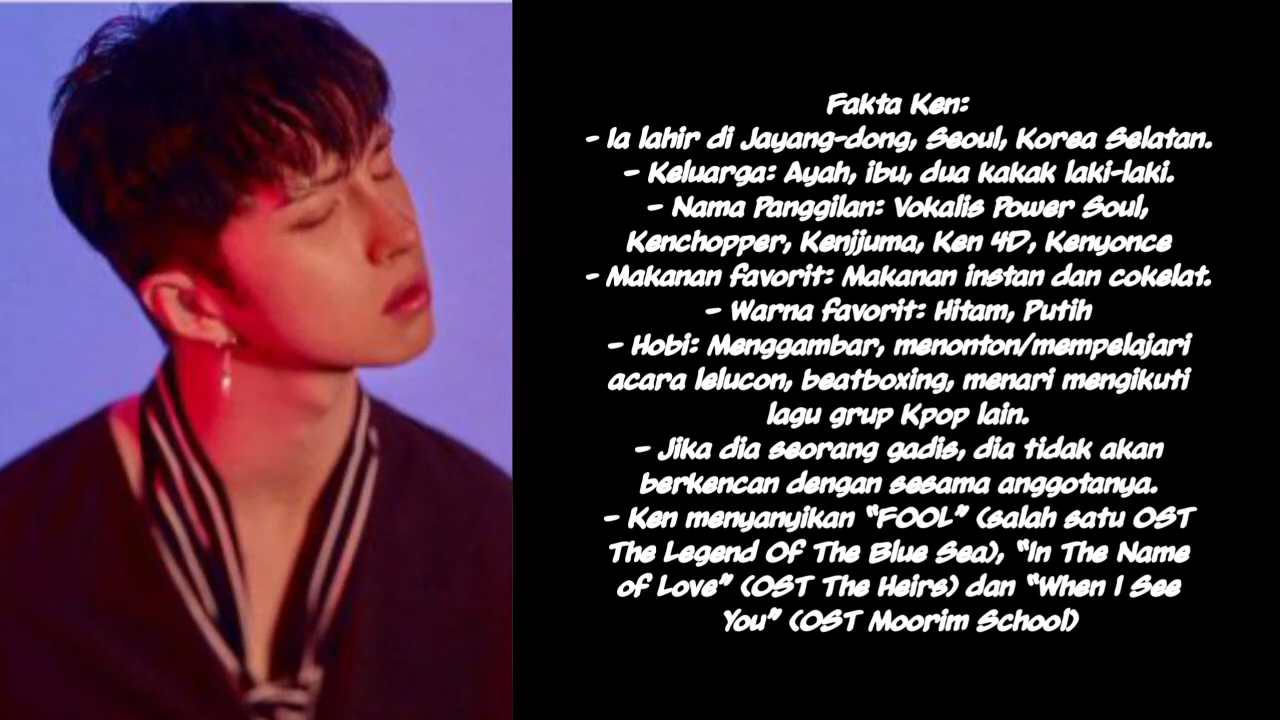 Fakta Ken:
- Ia lahir di Jayang-dong, Seoul, Korea Selatan.
- Keluarga: Ayah, ibu, dua kakak laki-laki.
- Nama Panggilan: Vokalis Power Soul,
Kenchopper, Kenjjuma, Ken 4D, Kenyonce
- Makanan favorit: Makanan instan dan cokelat.
- Warna favorit: Hitam, Putih
- Hobi: Menggambar, menonton/mempelajari
acara lelucon, beatboxing, menari mengikuti
lagu grup Kpop lain.
- Jika dia seorang gadis, dia tidak akan
berkencan dengan sesama anggotanya.
- Ken menyanyikan “FOOL” (salah satu OST
The Legend Of The Blue Sea), “In The Name
of Love” (OST The Heirs) dan “When I See
You” (OST Moorim School)